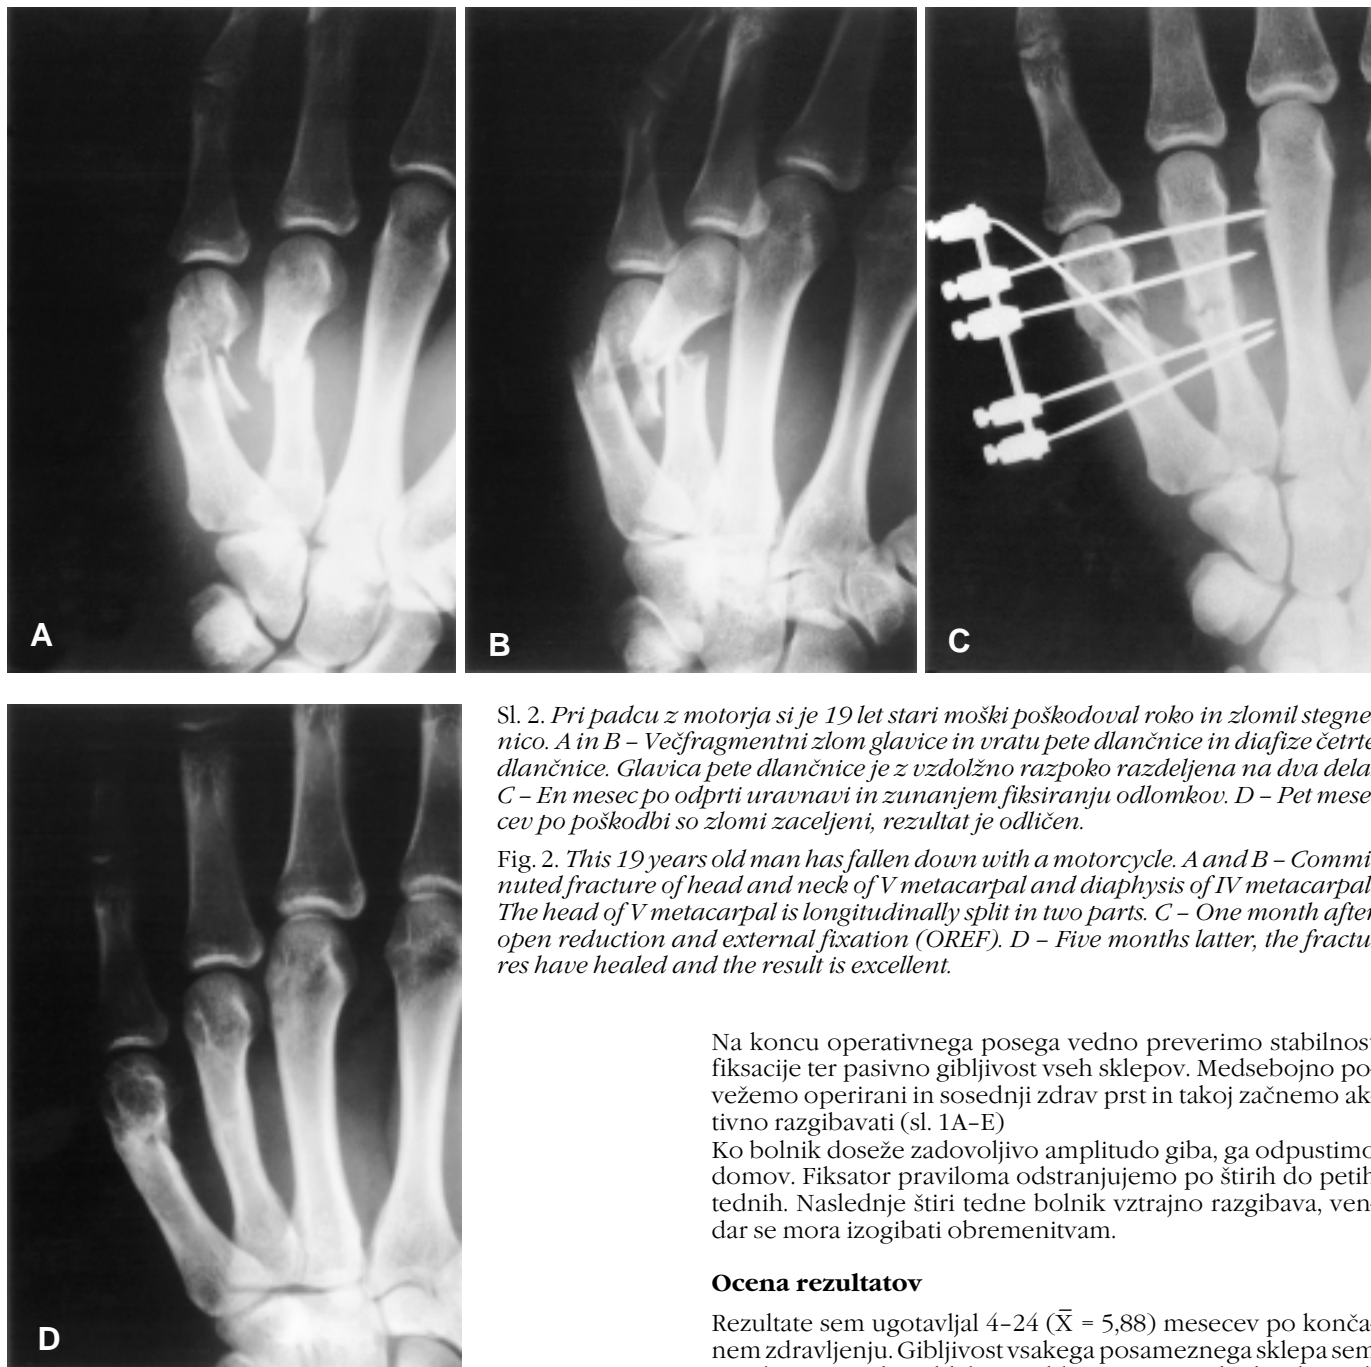 A
B
C
Sl. 2. Pri padcu z motorja si je 19 let stari moški poškodoval roko in zlomil stegne-
nico. A in B – Večfragmentni zlom glavice in vratu pete dlančnice in diafize četrte
dlančnice. Glavica pete dlančnice je z vzdolžno razpoko razdeljena na dva dela.
C – En mesec po odprti uravnavi in zunanjem fiksiranju odlomkov. D – Pet mese-
cev po poškodbi so zlomi zaceljeni, rezultat je odličen.
Fig. 2. This 19 years old man has fallen down with a motorcycle. A and B – Commi-
nuted fracture of head and neck of V metacarpal and diaphysis of IV metacarpal.
The head of V metacarpal is longitudinally split in two parts. C – One month after
open reduction and external fixation (OREF). D – Five months latter, the fractu-
res have healed and the result is excellent.
D
Na koncu operativnega posega vedno preverimo stabilnost
fiksacije ter pasivno gibljivost vseh sklepov. Medsebojno po-
vežemo operirani in sosednji zdrav prst in takoj začnemo ak-
tivno razgibavati (sl. 1A–E)
Ko bolnik doseže zadovoljivo amplitudo giba, ga odpustimo
domov. Fiksator praviloma odstranjujemo po štirih do petih
tednih. Naslednje štiri tedne bolnik vztrajno razgibava, ven-
dar se mora izogibati obremenitvam.
Ocena rezultatov
Rezultate sem ugotavljal 4–24 (X̅ = 5,88) mesecev po konča-
nem zdravljenju. Gibljivost vsakega posameznega sklepa sem